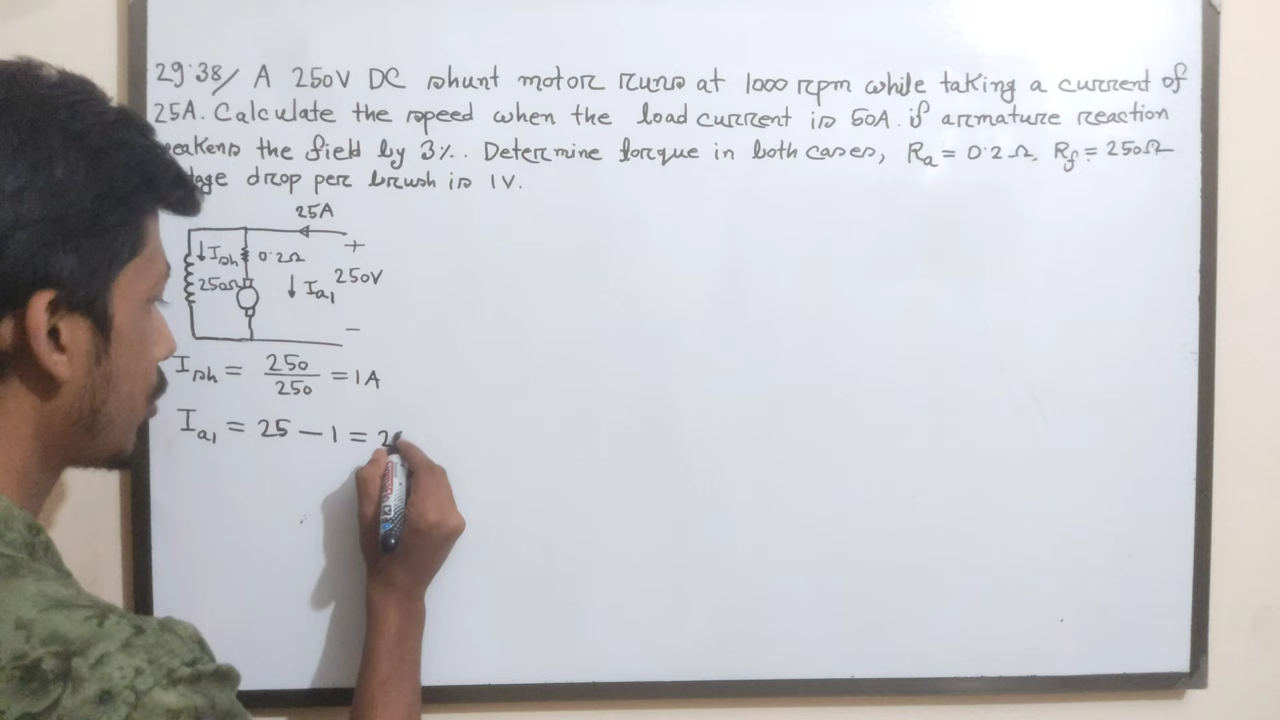 29.38/ A 250V DC shunt motor runs at 1000 rpm while taking a current of
25A. Calculate the speed when the load current is 50A. if armature reaction
eakens the field by 3%. Determine torque in both cases, Ra = 0.2Ω, Rf = 250Ω
age drop per brush is 1V.
25A
+
Ish 0.2Ω
250Ω Ia1 250V
−
Ish = 250/250 = 1A
Ia1 = 25 − 1 = 2